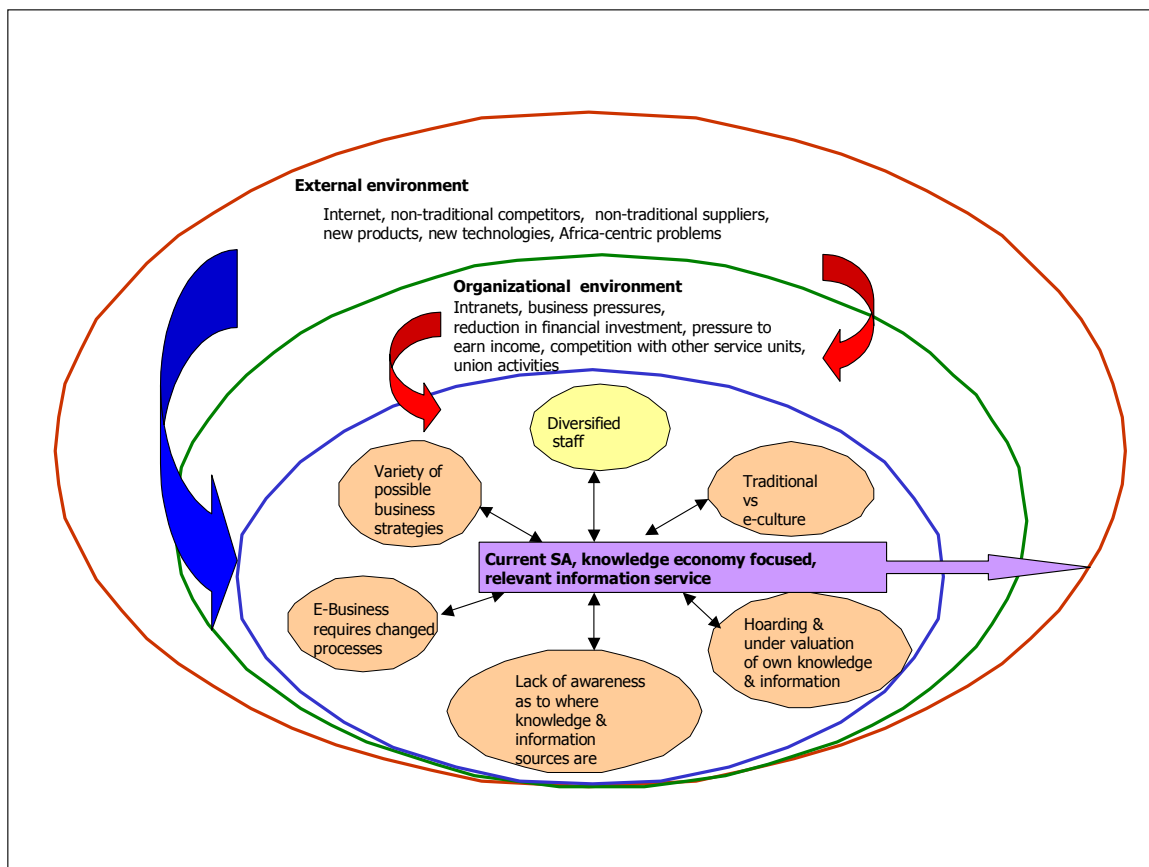 External environment
Internet, non-traditional competitors, non-traditional suppliers,
new products, new technologies, Africa-centric problems
Organizational environment
Intranets, business pressures,
reduction in financial investment, pressure to
earn income, competition with other service units,
union activities
Diversified
staff
Variety of
possible
business
strategies
Traditional
vs
e-culture
Current SA, knowledge economy focused,
relevant information service
E-Business
requires changed
processes
Hoarding &
under valuation
of own knowledge
& information
Lack of awareness
as to where
knowledge &
information
sources are